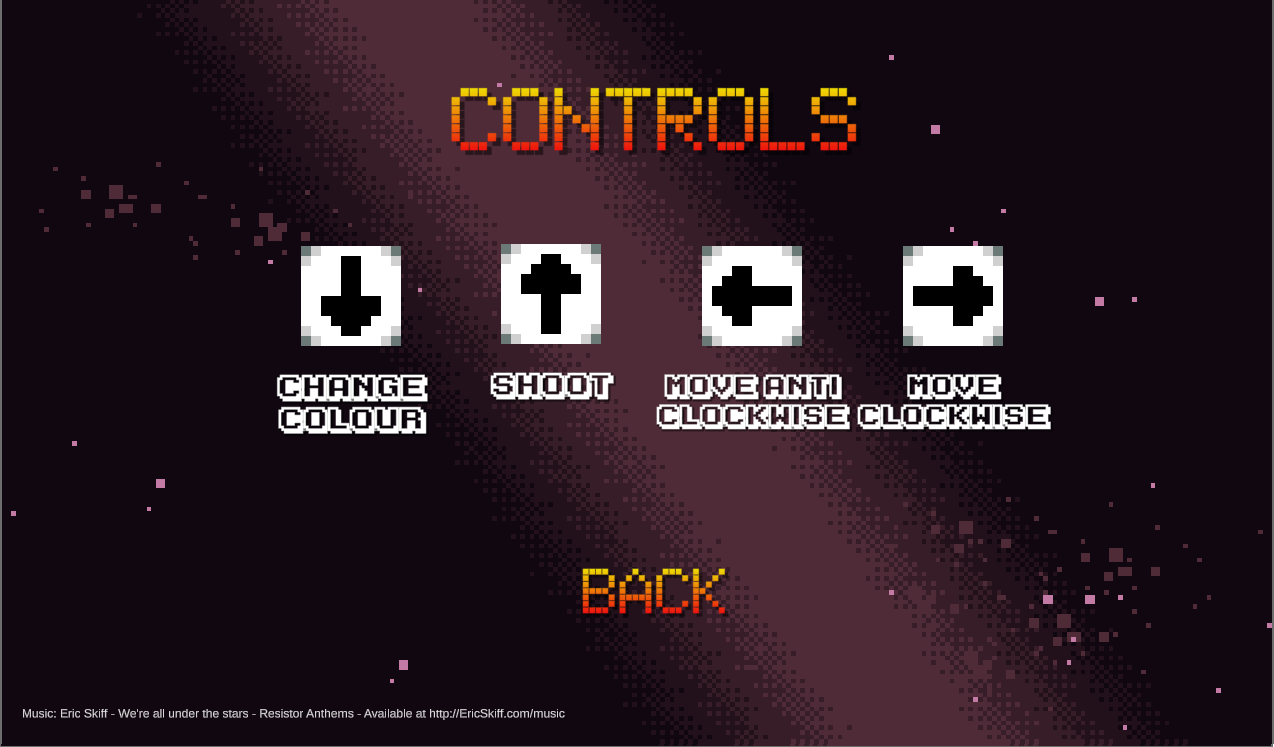 CONTROLS
CHANGE
COLOUR
SHOOT
MOVE ANTI
CLOCKWISE
MOVE
CLOCKWISE
BACK
Music: Eric Skiff - We're all under the stars - Resistor Anthems - Available at http://EricSkiff.com/music